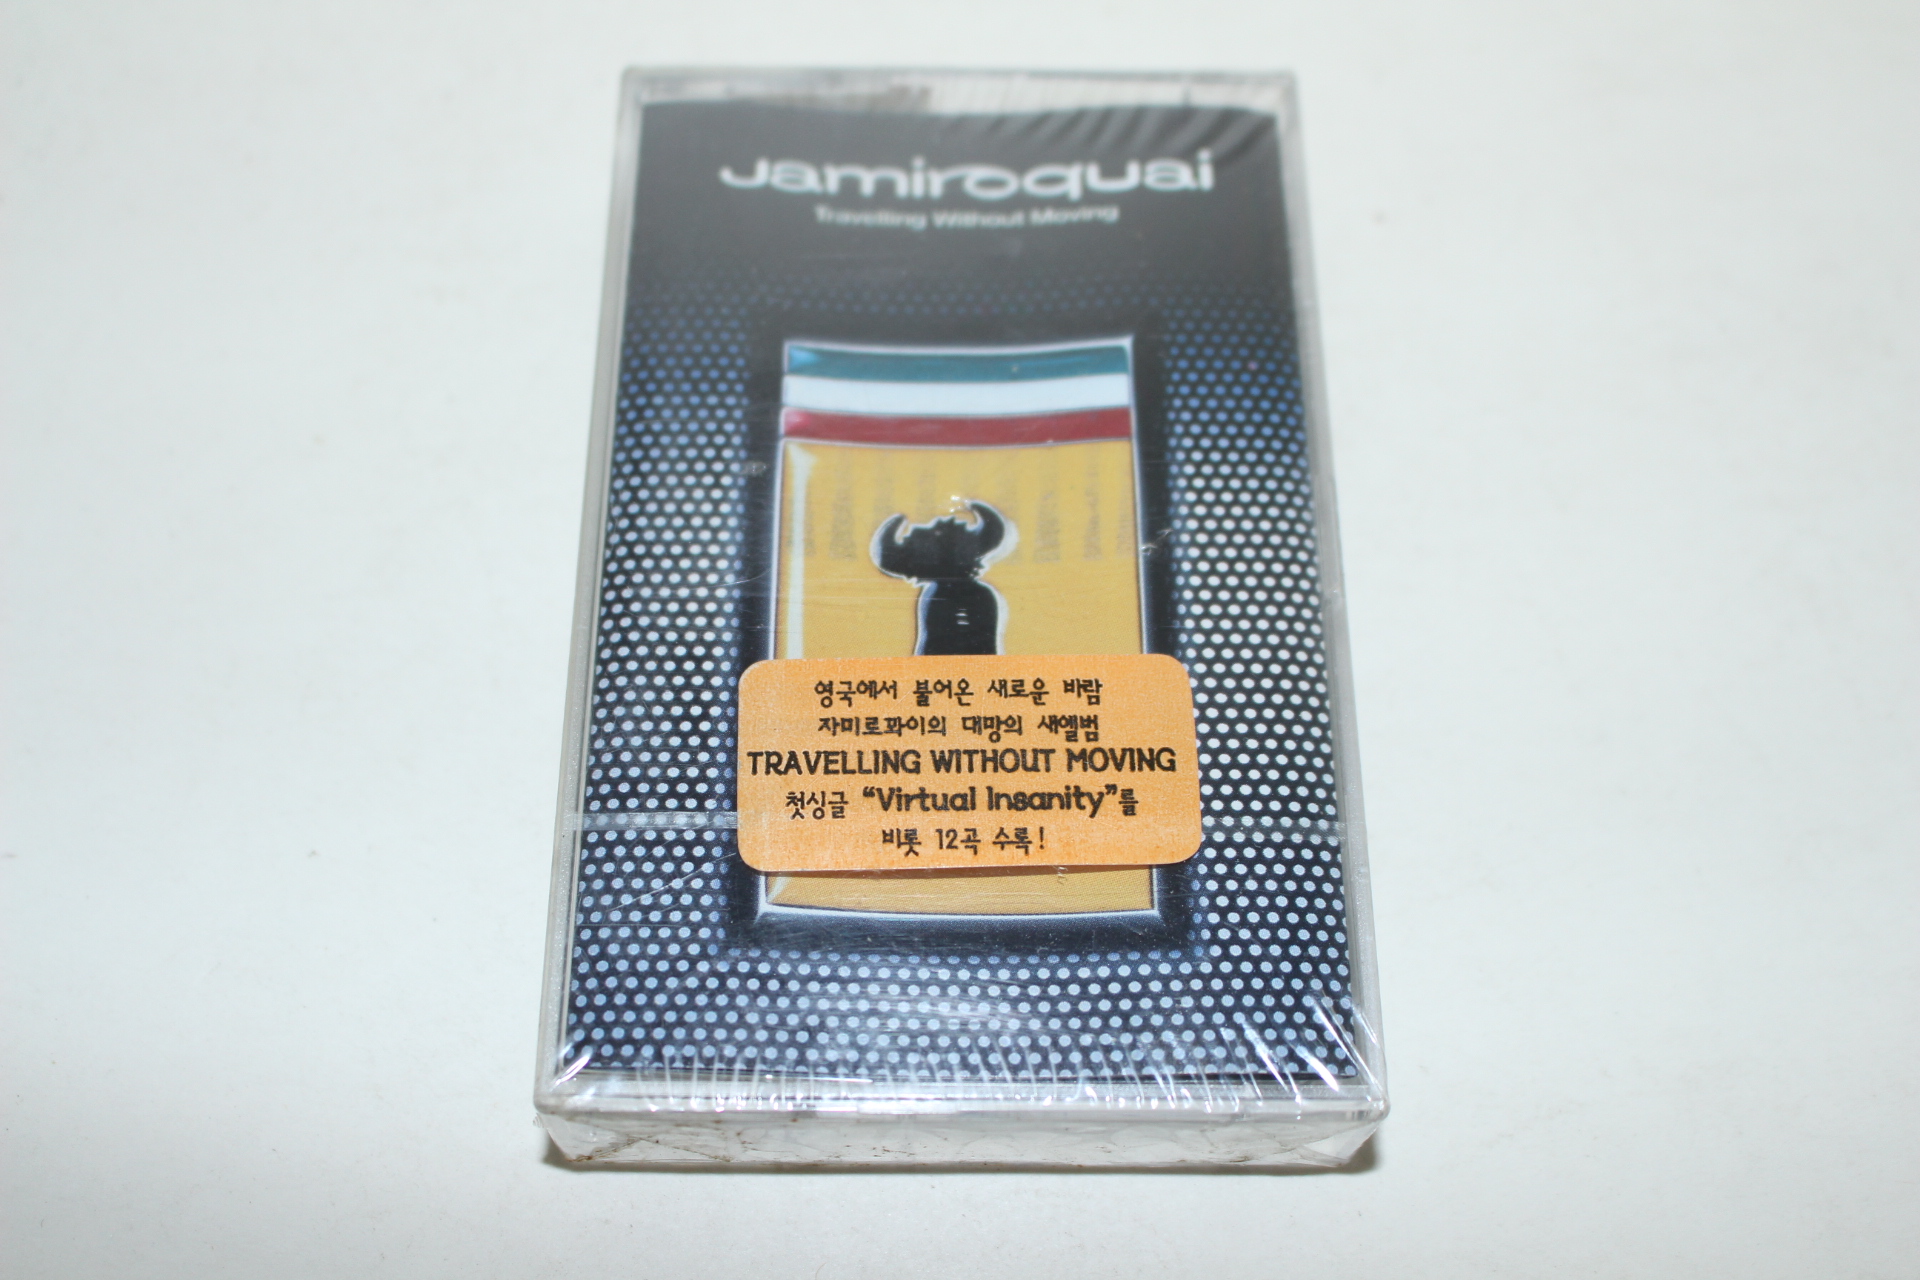 Jamiroquai
Travelling Without Moving
영국에서 불어온 새로운 바람
자미로꽈이의 대망의 새앨범
TRAVELLING WITHOUT MOVING
첫싱글 “Virtual Insanity”를
비롯 12곡 수록!